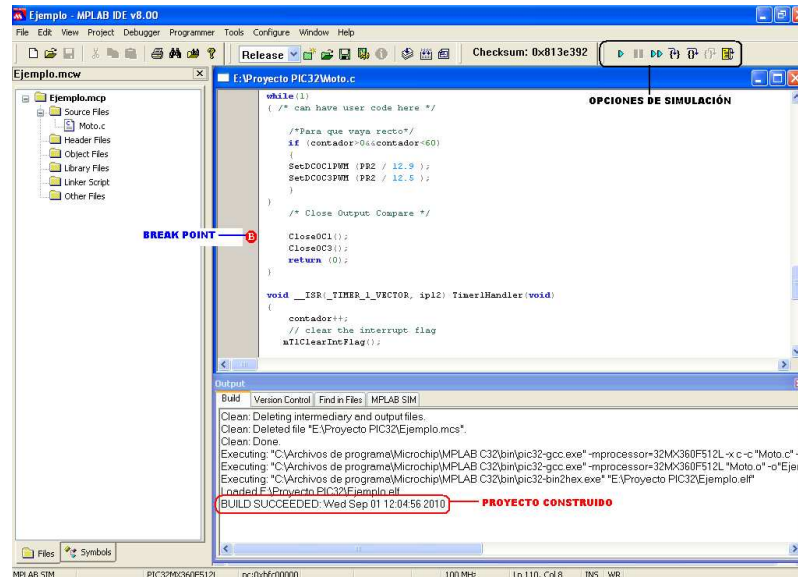 Ejemplo - MPLAB IDE v8.00
File Edit View Project Debugger Programmer Tools Configure Window Help
Release Checksum: 0x813e392
Ejemplo.mcw
E:\Proyecto PIC32\Moto.c
OPCIONES DE SIMULACIÓN
Ejemplo.mcp
Source Files
Moto.c
Header Files
Object Files
Library Files
Linker Script
Other Files
while(1)
{ /* can have user code here */
/*Para que vaya recto*/
if (contador>0&&contador<60)
{
SetDCOC1PWM (PR2 / 12.9 );
SetDCOC3PWM (PR2 / 12.5 );
}
}
/* Close Output Compare */
BREAK POINT
B
CloseOC1();
CloseOC3();
return (0);
}
void __ISR(_TIMER_1_VECTOR, ipl2) Timer1Handler(void)
{
contador++;
// clear the interrupt flag
mT1ClearIntFlag();
Output
Build Version Control Find in Files MPLAB SIM
Clean: Deleting intermediary and output files.
Clean: Deleted file "E:\Proyecto PIC32\Ejemplo.mcs".
Clean: Done.
Executing: "C:\Archivos de programa\Microchip\MPLAB C32\bin\pic32-gcc.exe" -mprocessor=32MX360F512L -x c -c "Moto.c" -
Executing: "C:\Archivos de programa\Microchip\MPLAB C32\bin\pic32-gcc.exe" -mprocessor=32MX360F512L "Moto.o" -o"Ejer
Executing: "C:\Archivos de programa\Microchip\MPLAB C32\bin\pic32-bin2hex.exe" "E:\Proyecto PIC32\Ejemplo.elf"
Loaded E:\Proyecto PIC32\Ejemplo.elf
BUILD SUCCEEDED: Wed Sep 01 12:04:56 2010
PROYECTO CONSTRUIDO
Files Symbols
MPLAB SIM PIC32MX360F512L pc:0xbfc00000 100 MHz Ln 110, Col 8 INS WR